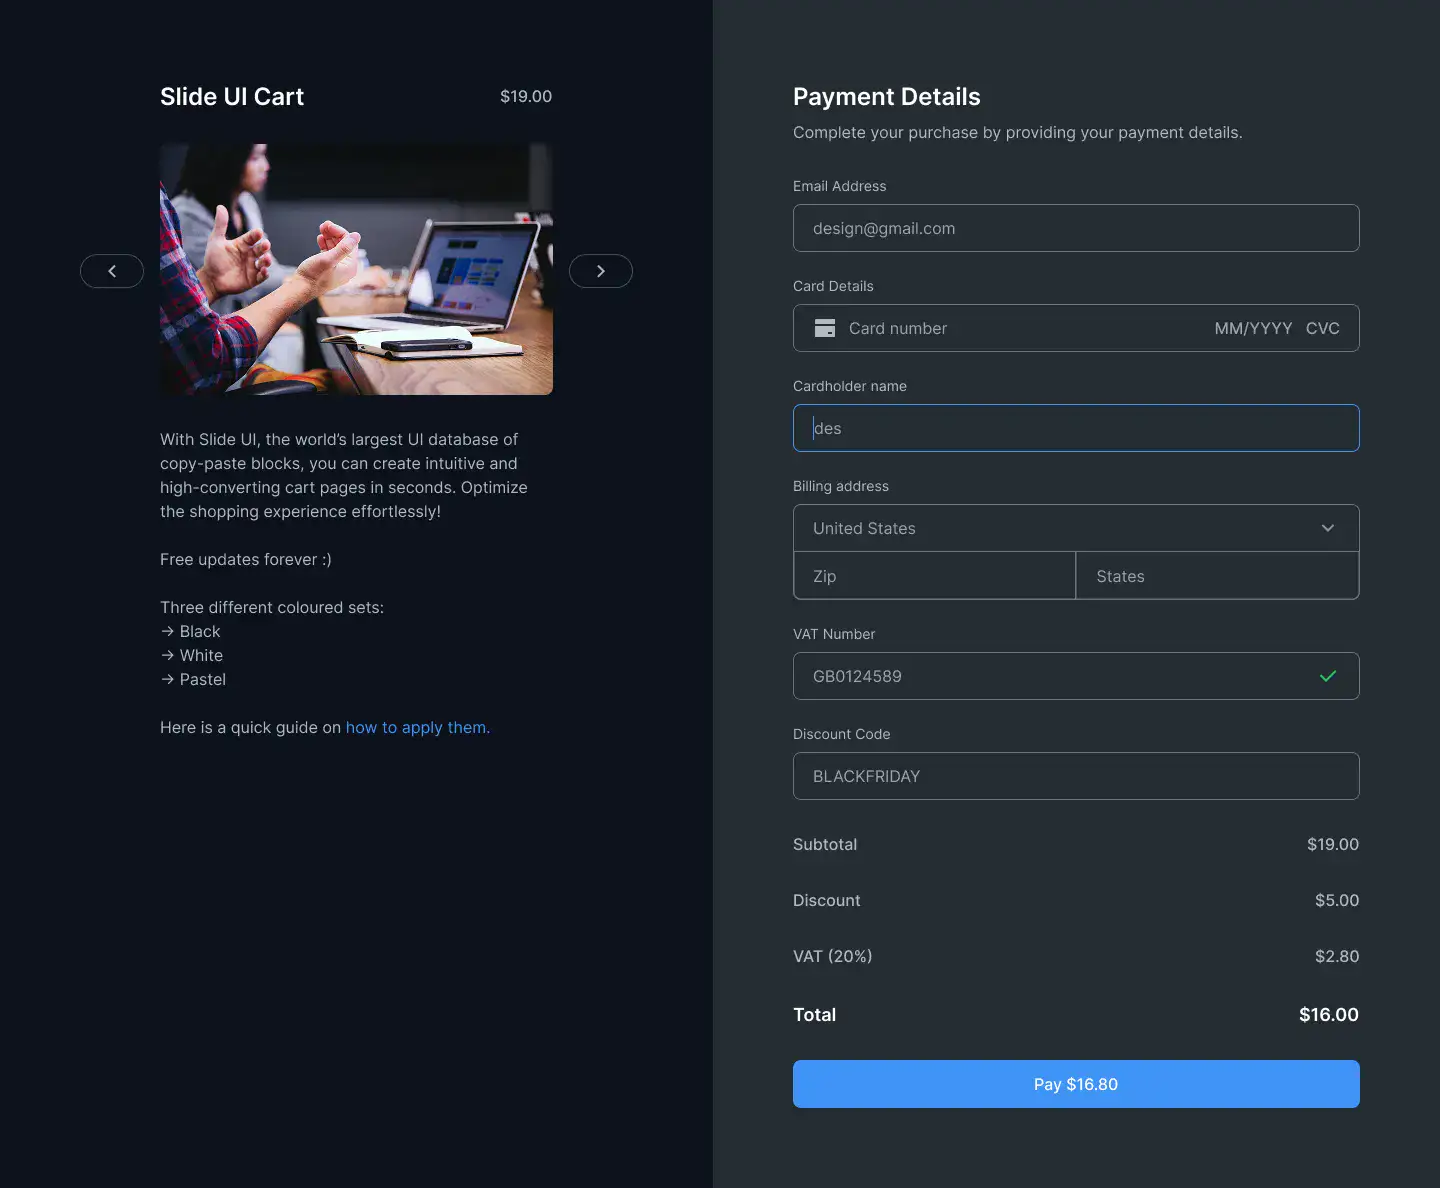 Slide UI Cart
$19.00
With Slide UI, the world’s largest UI database of
copy-paste blocks, you can create intuitive and
high-converting cart pages in seconds. Optimize
the shopping experience effortlessly!
Free updates forever :)
Three different coloured sets:
→ Black
→ White
→ Pastel
Here is a quick guide on how to apply them.
Payment Details
Complete your purchase by providing your payment details.
Email Address
design@gmail.com
Card Details
Card number MM/YYYY CVC
Cardholder name
des
Billing address
United States
Zip States
VAT Number
GB0124589
Discount Code
BLACKFRIDAY
Subtotal $19.00
Discount $5.00
VAT (20%) $2.80
Total $16.00
Pay $16.80